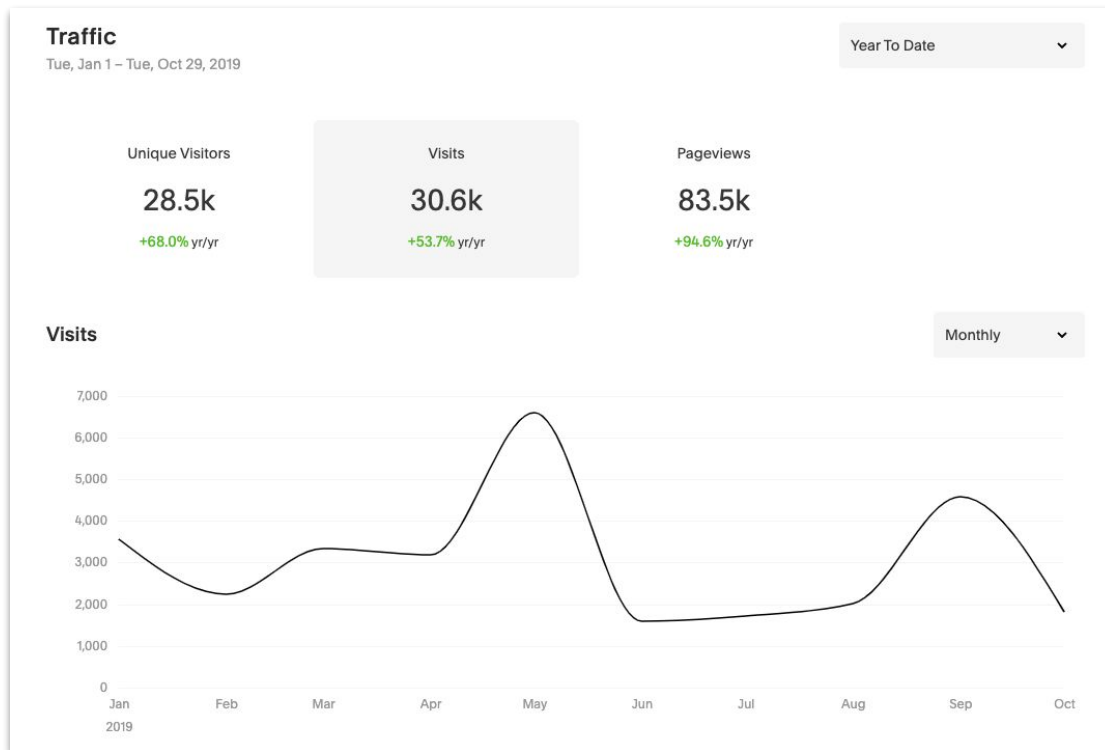 Traffic
Year To Date
Tue, Jan 1 – Tue, Oct 29, 2019
Unique Visitors
Visits
Pageviews
28.5k
30.6k
83.5k
+68.0% yr/yr
+53.7% yr/yr
+94.6% yr/yr
Visits
Monthly
7,000
6,000
5,000
4,000
3,000
2,000
1,000
0
Jan Feb Mar Apr May Jun Jul Aug Sep Oct
2019